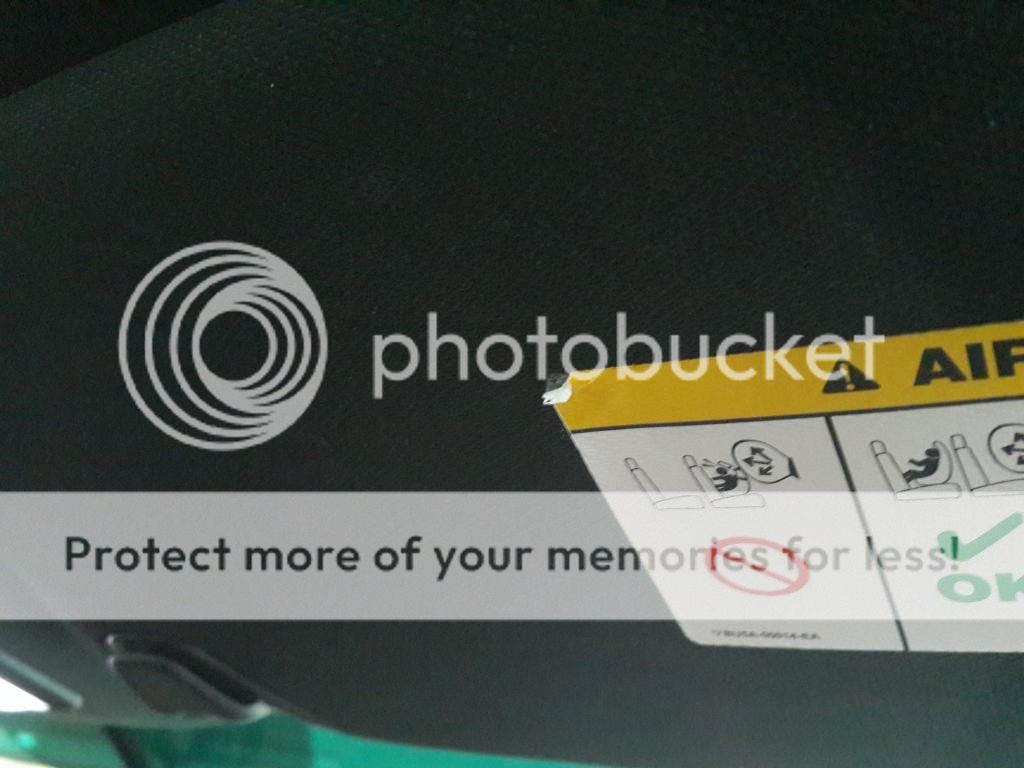 photobucket
AIR
Protect more of your memories for less!
OK